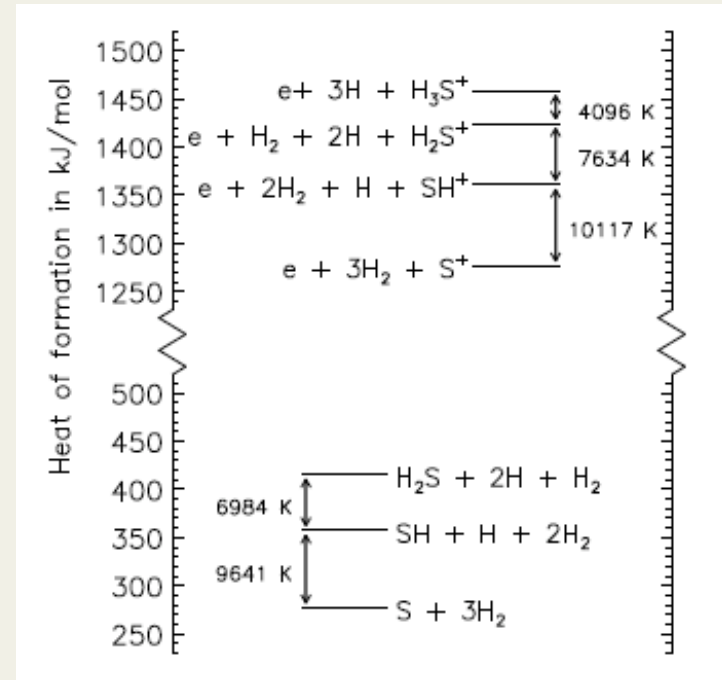 Heat of formation in kJ/mol
1500
1450
1400
1350
1300
1250
500
450
400
350
300
250
e+ 3H + H₃S⁺
e + H₂ + 2H + H₂S⁺
e + 2H₂ + H + SH⁺
e + 3H₂ + S⁺
4096 K
7634 K
10117 K
H₂S + 2H + H₂
SH + H + 2H₂
S + 3H₂
6984 K
9641 K